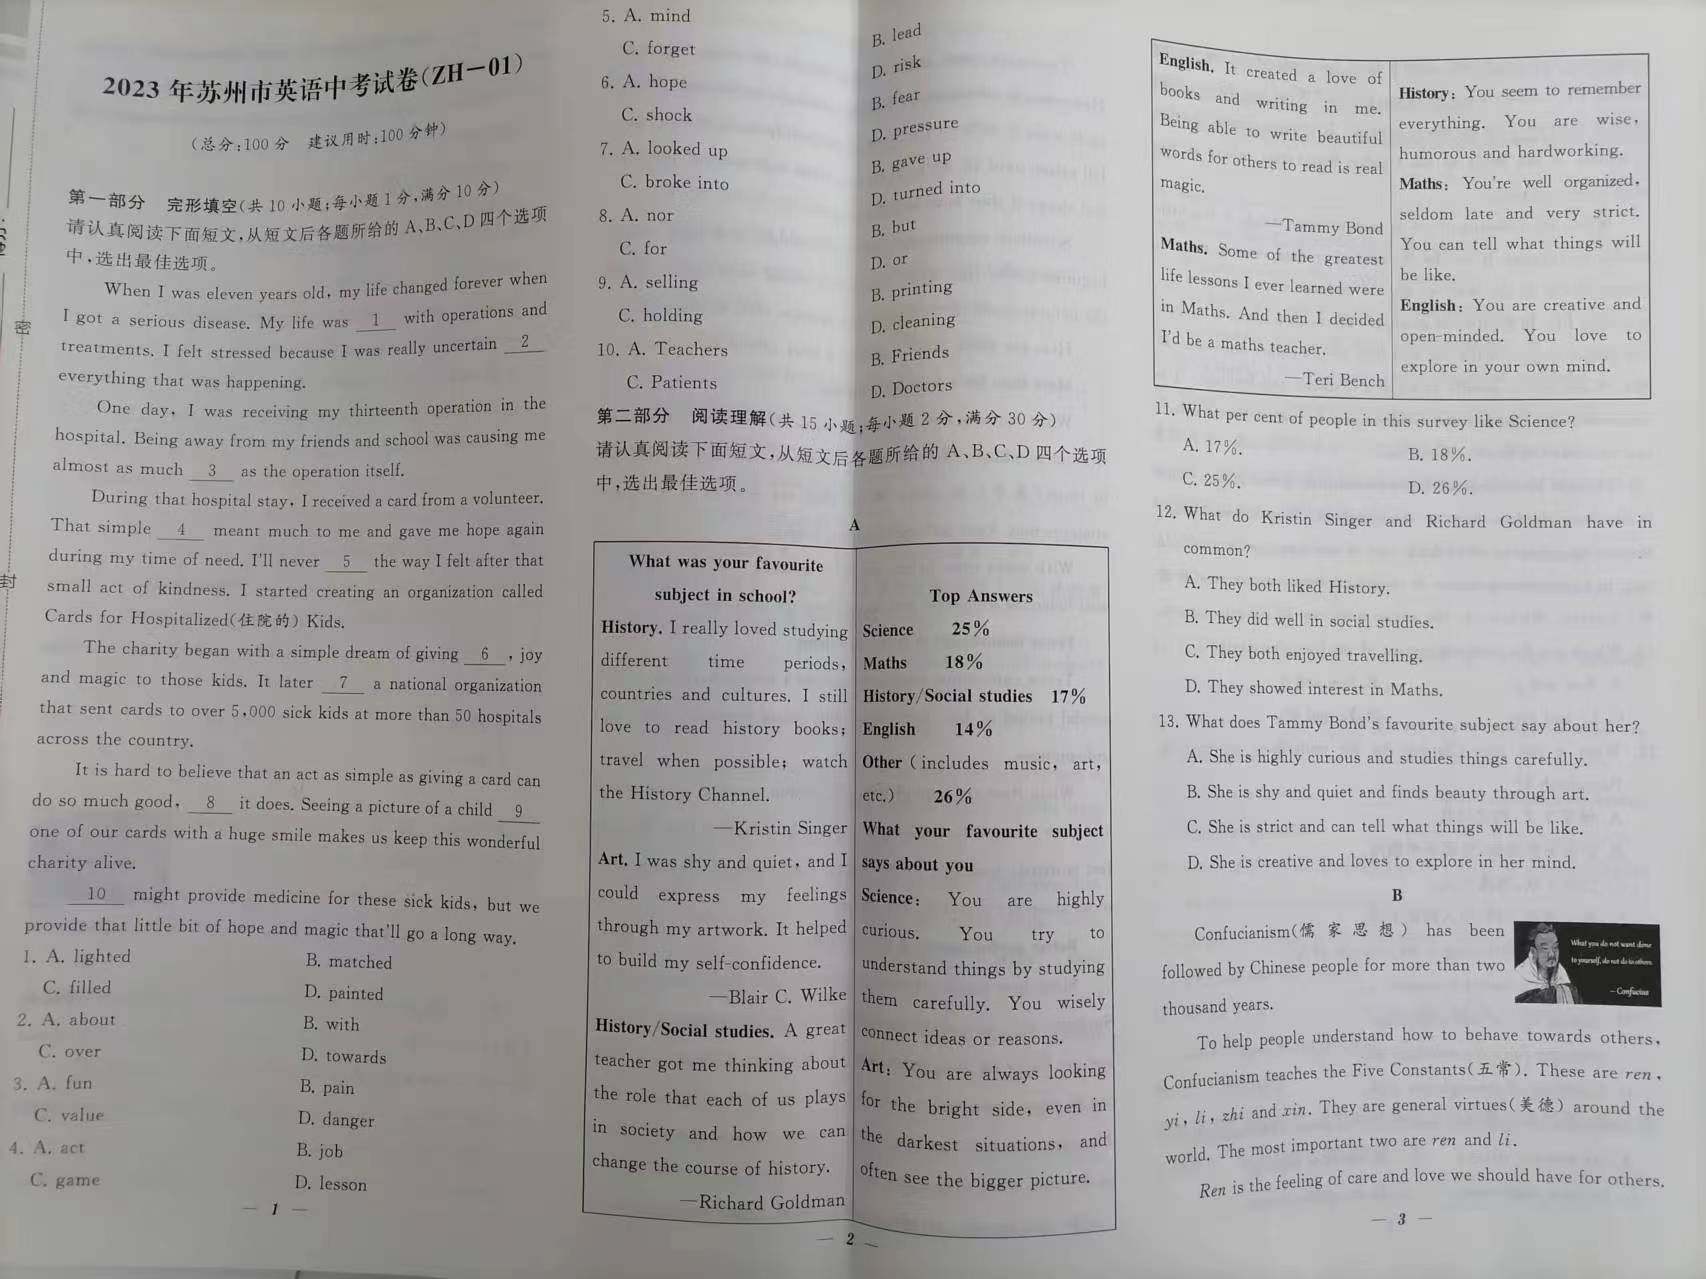 2023年苏州市英语中考试卷(ZH-01)
(总分:100分 建议用时:100分钟)
第一部分 完形填空(共10小题;每小题1分,满分10分)
请认真阅读下面短文,从短文后各题所给的A、B、C、D四个选项
中,选出最佳选项。
When I was eleven years old, my life changed forever when
I got a serious disease. My life was 1 with operations and
treatments. I felt stressed because I was really uncertain 2
everything that was happening.
One day, I was receiving my thirteenth operation in the
hospital. Being away from my friends and school was causing me
almost as much 3 as the operation itself.
During that hospital stay, I received a card from a volunteer.
That simple 4 meant much to me and gave me hope again
during my time of need. I'll never 5 the way I felt after that
small act of kindness. I started creating an organization called
Cards for Hospitalized(住院的) Kids.
The charity began with a simple dream of giving 6 , joy
and magic to those kids. It later 7 a national organization
that sent cards to over 5,000 sick kids at more than 50 hospitals
across the country.
It is hard to believe that an act as simple as giving a card can
do so much good, 8 it does. Seeing a picture of a child 9
one of our cards with a huge smile makes us keep this wonderful
charity alive.
10 might provide medicine for these sick kids, but we
provide that little bit of hope and magic that'll go a long way.
1. A. lighted B. matched
C. filled D. painted
2. A. about B. with
C. over D. towards
3. A. fun B. pain
C. value D. danger
4. A. act B. job
C. game D. lesson
— 1 —
密
封
5. A. mind B. lead
C. forget D. risk
6. A. hope B. fear
C. shock D. pressure
7. A. looked up B. gave up
C. broke into D. turned into
8. A. nor B. but
C. for D. or
9. A. selling B. printing
C. holding D. cleaning
10. A. Teachers B. Friends
C. Patients D. Doctors
第二部分 阅读理解(共15小题;每小题2分,满分30分)
请认真阅读下面短文,从短文后各题所给的A、B、C、D四个选项
中,选出最佳选项。
A
What was your favourite
subject in school?
History. I really loved studying
different time periods,
countries and cultures. I still
love to read history books;
travel when possible; watch
the History Channel.
—Kristin Singer
Art. I was shy and quiet, and I
could express my feelings
through my artwork. It helped
to build my self-confidence.
—Blair C. Wilke
History/Social studies. A great
teacher got me thinking about
the role that each of us plays
in society and how we can
change the course of history.
—Richard Goldman
Top Answers
Science 25%
Maths 18%
History/Social studies 17%
English 14%
Other (includes music, art,
etc.) 26%
What your favourite subject
says about you
Science: You are highly
curious. You try to
understand things by studying
them carefully. You wisely
connect ideas or reasons.
Art: You are always looking
for the bright side, even in
the darkest situations, and
often see the bigger picture.
— 2 —
English. It created a love of
books and writing in me.
Being able to write beautiful
words for others to read is real
magic.
—Tammy Bond
Maths. Some of the greatest
life lessons I ever learned were
in Maths. And then I decided
I'd be a maths teacher.
—Teri Bench
History: You seem to remember
everything. You are wise,
humorous and hardworking.
Maths: You're well organized,
seldom late and very strict.
You can tell what things will
be like.
English: You are creative and
open-minded. You love to
explore in your own mind.
11. What per cent of people in this survey like Science?
A. 17%. B. 18%.
C. 25%. D. 26%.
12. What do Kristin Singer and Richard Goldman have in
common?
A. They both liked History.
B. They did well in social studies.
C. They both enjoyed travelling.
D. They showed interest in Maths.
13. What does Tammy Bond's favourite subject say about her?
A. She is highly curious and studies things carefully.
B. She is shy and quiet and finds beauty through art.
C. She is strict and can tell what things will be like.
D. She is creative and loves to explore in her mind.
B
Confucianism(儒家思想) has been
followed by Chinese people for more than two
thousand years.
What you do not want done
to yourself, do not do to others.
— Confucius
To help people understand how to behave towards others,
Confucianism teaches the Five Constants(五常). These are ren,
yi, li, zhi and xin. They are general virtues(美德) around the
world. The most important two are ren and li.
Ren is the feeling of care and love we should have for others.
— 3 —